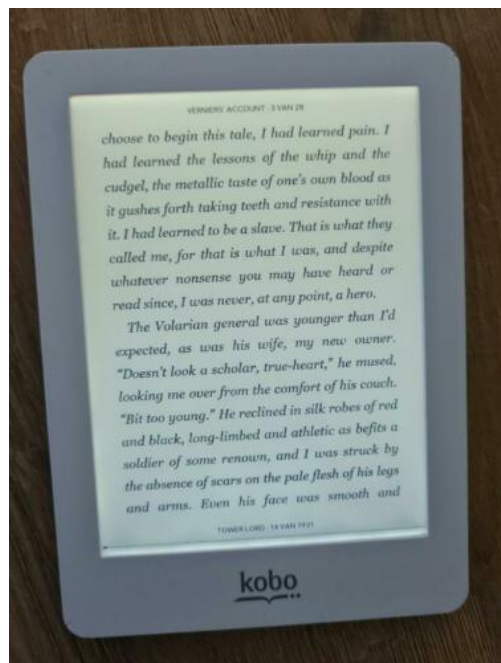 VERNIERS' ACCOUNT - 3 VAN 28
choose to begin this tale, I had learned pain. I
had learned the lessons of the whip and the
cudgel, the metallic taste of one's own blood as
it gushes forth taking teeth and resistance with
it. I had learned to be a slave. That is what they
called me, for that is what I was, and despite
whatever nonsense you may have heard or
read since, I was never, at any point, a hero.
The Volarian general was younger than I'd
expected, as was his wife, my new owner.
"Doesn't look a scholar, true-heart," he mused,
looking me over from the comfort of his couch.
"Bit too young." He reclined in silk robes of red
and black, long-limbed and athletic as befits a
soldier of some renown, and I was struck by
the absence of scars on the pale flesh of his legs
and arms. Even his face was smooth and
TOWER LORD - 14 VAN 1931
kobo